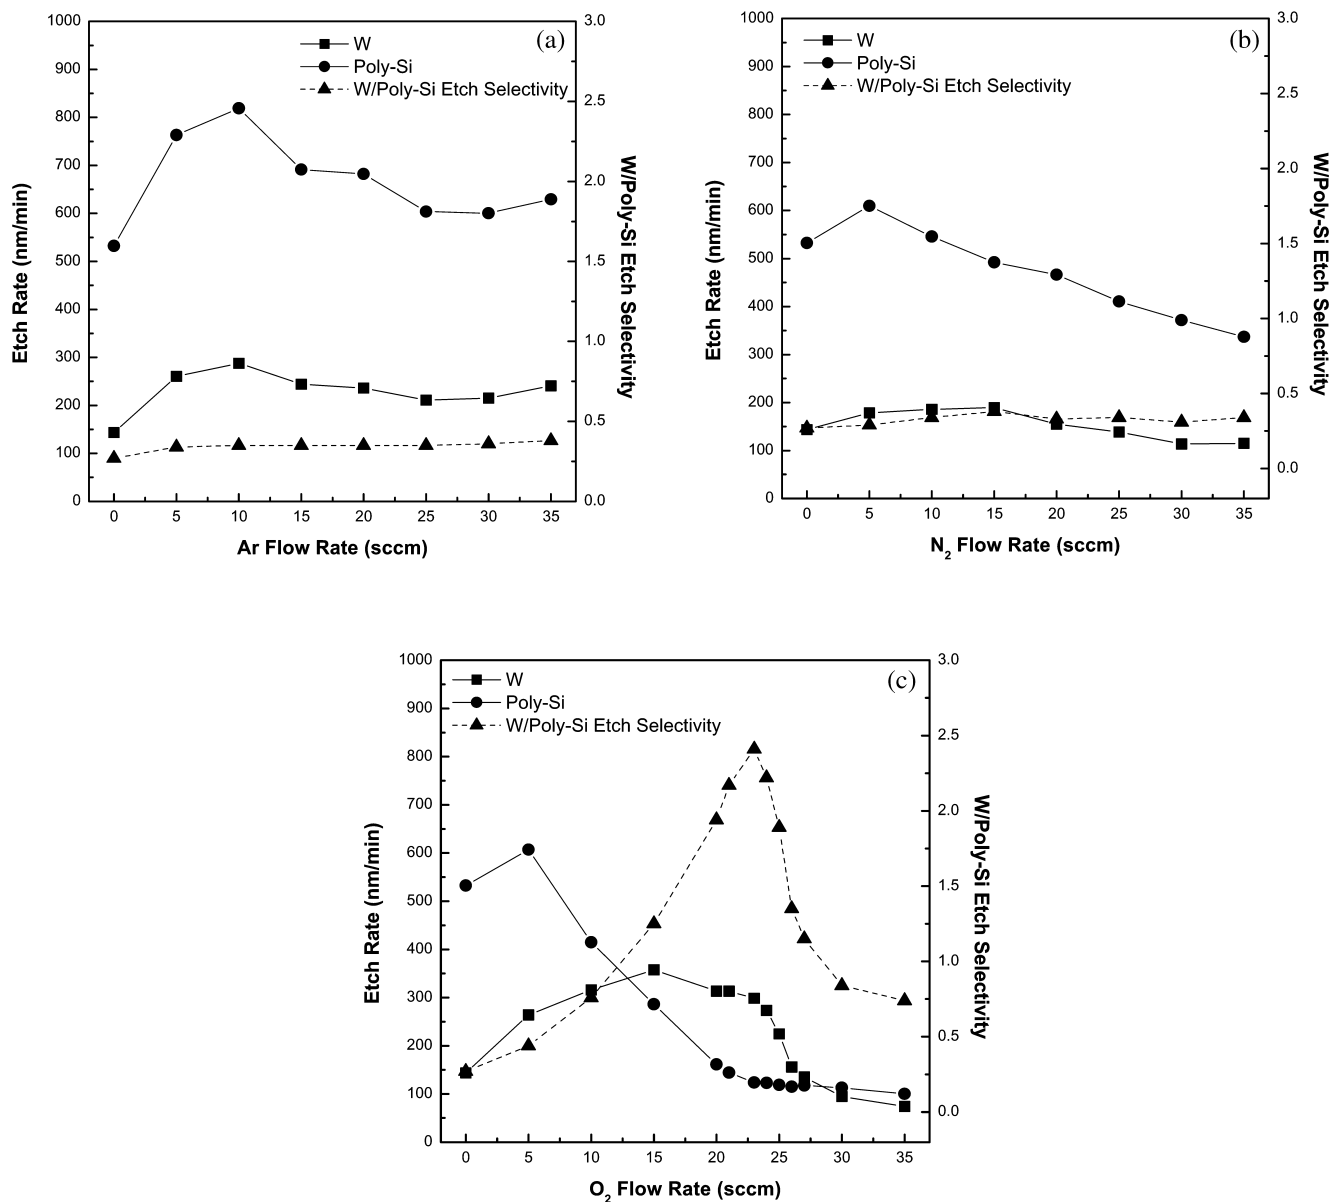 (a)
W
Poly-Si
W/Poly-Si Etch Selectivity
1000
900
800
700
600
500
400
300
200
100
0
3.0
2.5
2.0
1.5
1.0
0.5
0.0
0 5 10 15 20 25 30 35
Etch Rate (nm/min)
W/Poly-Si Etch Selectivity
Ar Flow Rate (sccm)
(b)
W
Poly-Si
W/Poly-Si Etch Selectivity
1000
900
800
700
600
500
400
300
200
100
0
3.0
2.5
2.0
1.5
1.0
0.5
0.0
0 5 10 15 20 25 30 35
Etch Rate (nm/min)
W/Poly-Si Etch Selectivity
N2 Flow Rate (sccm)
(c)
W
Poly-Si
W/Poly-Si Etch Selectivity
1000
900
800
700
600
500
400
300
200
100
0
3.0
2.5
2.0
1.5
1.0
0.5
0.0
0 5 10 15 20 25 30 35
Etch Rate (nm/min)
W/Poly-Si Etch Selectivity
O2 Flow Rate (sccm)